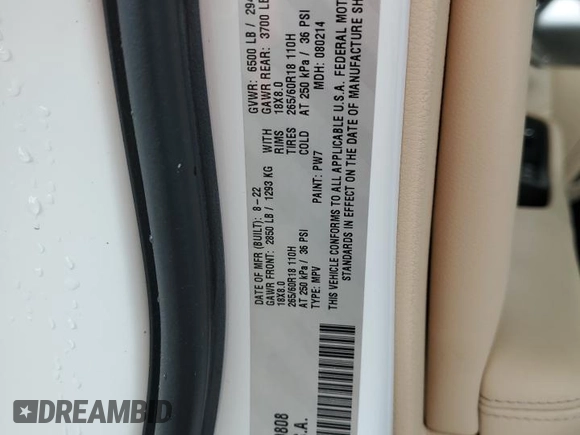 DATE OF MFR (BUILT): 8-22 GVWR: 6500 LB / 294
GAWR FRONT: 2850 LB / 1293 KG WITH GAWR REAR: 3700 LB
18X8.0 RIMS 18X8.0
265/60R18 110H TIRES 265/60R18 110H
AT 250 kPa / 36 PSI COLD AT 250 kPa / 36 PSI
TYPE: MPV PAINT: PW7 MDH: 080214
THIS VEHICLE CONFORMS TO ALL APPLICABLE U.S.A. FEDERAL MOTO
STANDARDS IN EFFECT ON THE DATE OF MANUFACTURE SH
0808
.A.
DREAMBID